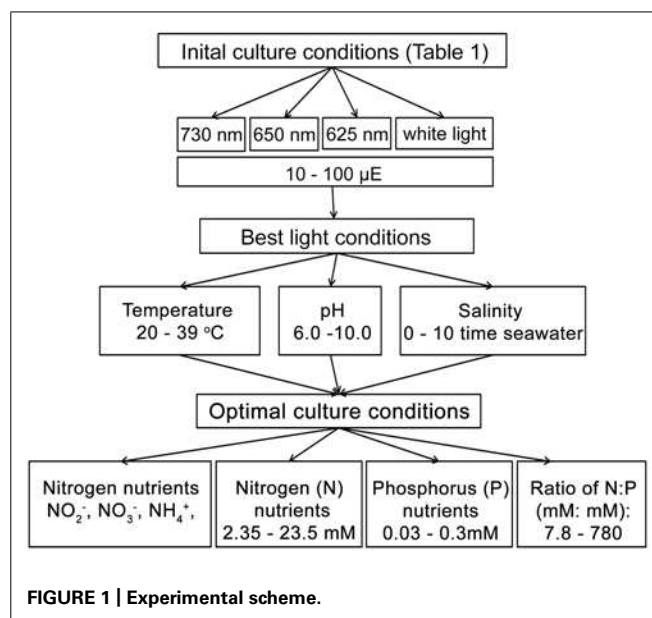 Inital culture conditions (Table 1)
730 nm 650 nm 625 nm white light
10 - 100 µE
Best light conditions
Temperature
20 - 39 °C
pH
6.0 -10.0
Salinity
0 - 10 time seawater
Optimal culture conditions
Nitrogen nutrients
NO₂⁻, NO₃⁻, NH₄⁺,
Nitrogen (N)
nutrients
2.35 - 23.5 mM
Phosphorus (P)
nutrients
0.03 - 0.3mM
Ratio of N:P
(mM: mM):
7.8 - 780
FIGURE 1 | Experimental scheme.